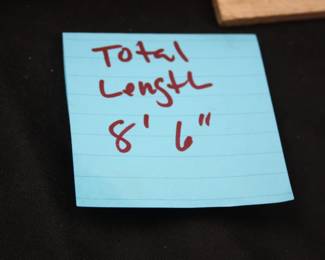 Total
Length
8' 6"